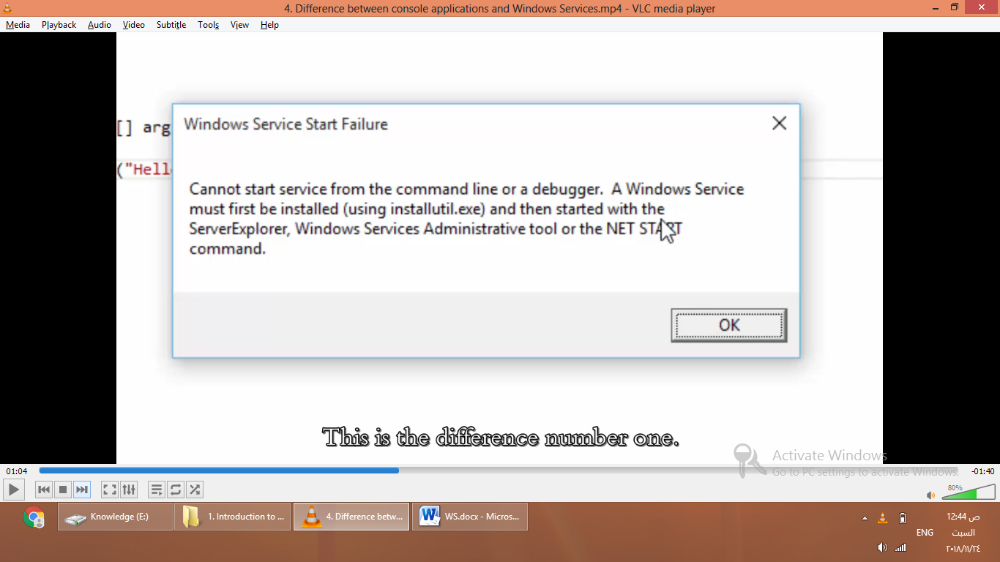 4. Difference between console applications and Windows Services.mp4 - VLC media player
Media Playback Audio Video Subtitle Tools View Help
Windows Service Start Failure
[] arg
("Hell
Cannot start service from the command line or a debugger. A Windows Service
must first be installed (using installutil.exe) and then started with the
ServerExplorer, Windows Services Administrative tool or the NET START
command.
OK
This is the difference number one.
Activate Windows
Go to PC settings to activate Windows.
01:04
-01:40
80%
Knowledge (E:)
1. Introduction to ...
4. Difference betw...
WS.docx - Micros...
ENG
12:44 ص
السبت
٢٠١٨/١١/٢٤